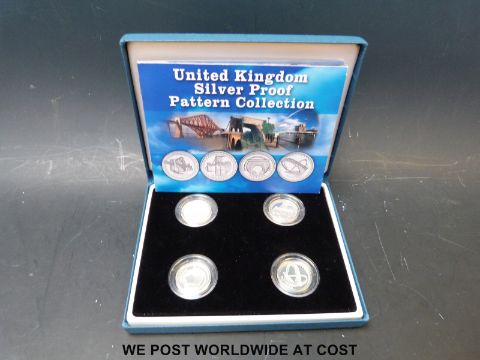 United Kingdom
Silver Proof
Pattern Collection
WE POST WORLDWIDE AT COST